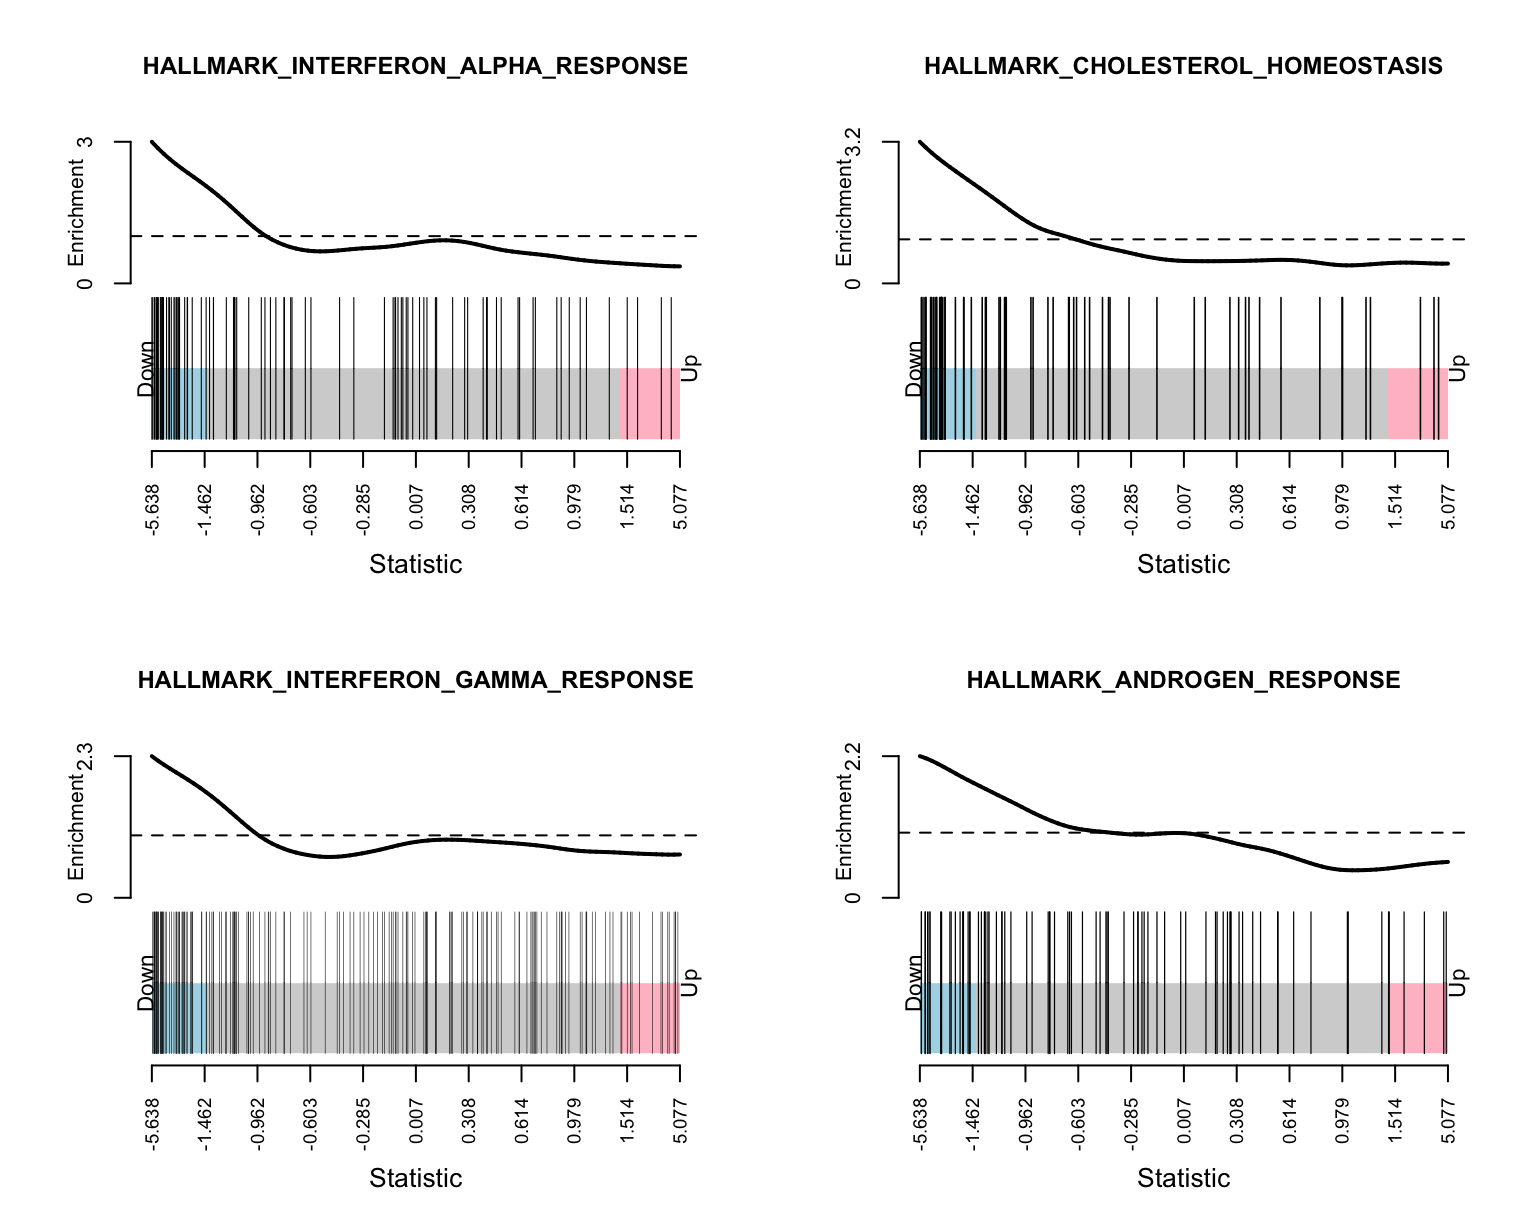 HALLMARK_INTERFERON_ALPHA_RESPONSE
Enrichment
3
0
Down
Up
-5.638
-1.462
-0.962
-0.603
-0.285
0.007
0.308
0.614
0.979
1.514
5.077
Statistic
HALLMARK_CHOLESTEROL_HOMEOSTASIS
Enrichment
3.2
0
Down
Up
-5.638
-1.462
-0.962
-0.603
-0.285
0.007
0.308
0.614
0.979
1.514
5.077
Statistic
HALLMARK_INTERFERON_GAMMA_RESPONSE
Enrichment
2.3
0
Down
Up
-5.638
-1.462
-0.962
-0.603
-0.285
0.007
0.308
0.614
0.979
1.514
5.077
Statistic
HALLMARK_ANDROGEN_RESPONSE
Enrichment
2.2
0
Down
Up
-5.638
-1.462
-0.962
-0.603
-0.285
0.007
0.308
0.614
0.979
1.514
5.077
Statistic